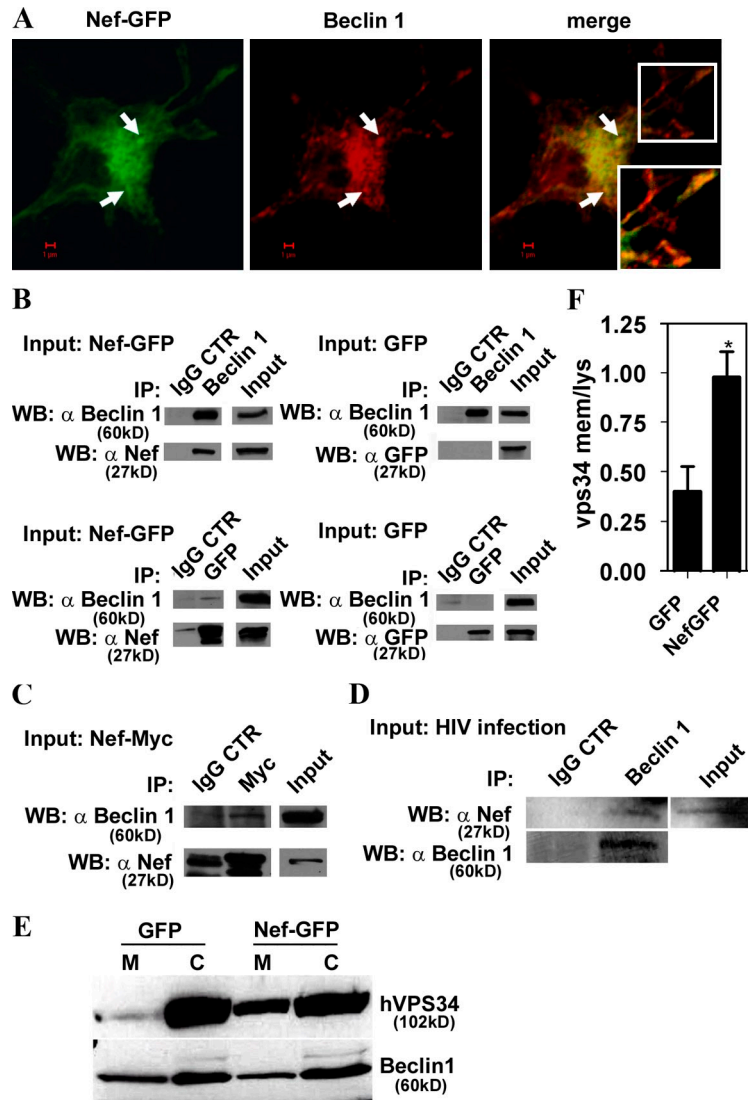 A
Nef-GFP Beclin 1 merge
1 µm 1 µm 1 µm
B
Input: Nef-GFP
IP: IgG CTR Beclin 1 Input
WB: α Beclin 1
(60kD)
WB: α Nef
(27kD)
Input: GFP
IP: IgG CTR Beclin 1 Input
WB: α Beclin 1
(60kD)
WB: α GFP
(27kD)
Input: Nef-GFP
IP: IgG CTR GFP Input
WB: α Beclin 1
(60kD)
WB: α Nef
(27kD)
Input: GFP
IP: IgG CTR GFP Input
WB: α Beclin 1
(60kD)
WB: α GFP
(27kD)
F
vps34 mem/lys
1.25
1.00
0.75
0.50
0.25
0.00
*
GFP
NefGFP
C
Input: Nef-Myc
IP: IgG CTR Myc Input
WB: α Beclin 1
(60kD)
WB: α Nef
(27kD)
D
Input: HIV infection
IP: IgG CTR Beclin 1 Input
WB: α Nef
(27kD)
WB: α Beclin 1
(60kD)
E
GFP Nef-GFP
M C M C
hVPS34
(102kD)
Beclin1
(60kD)